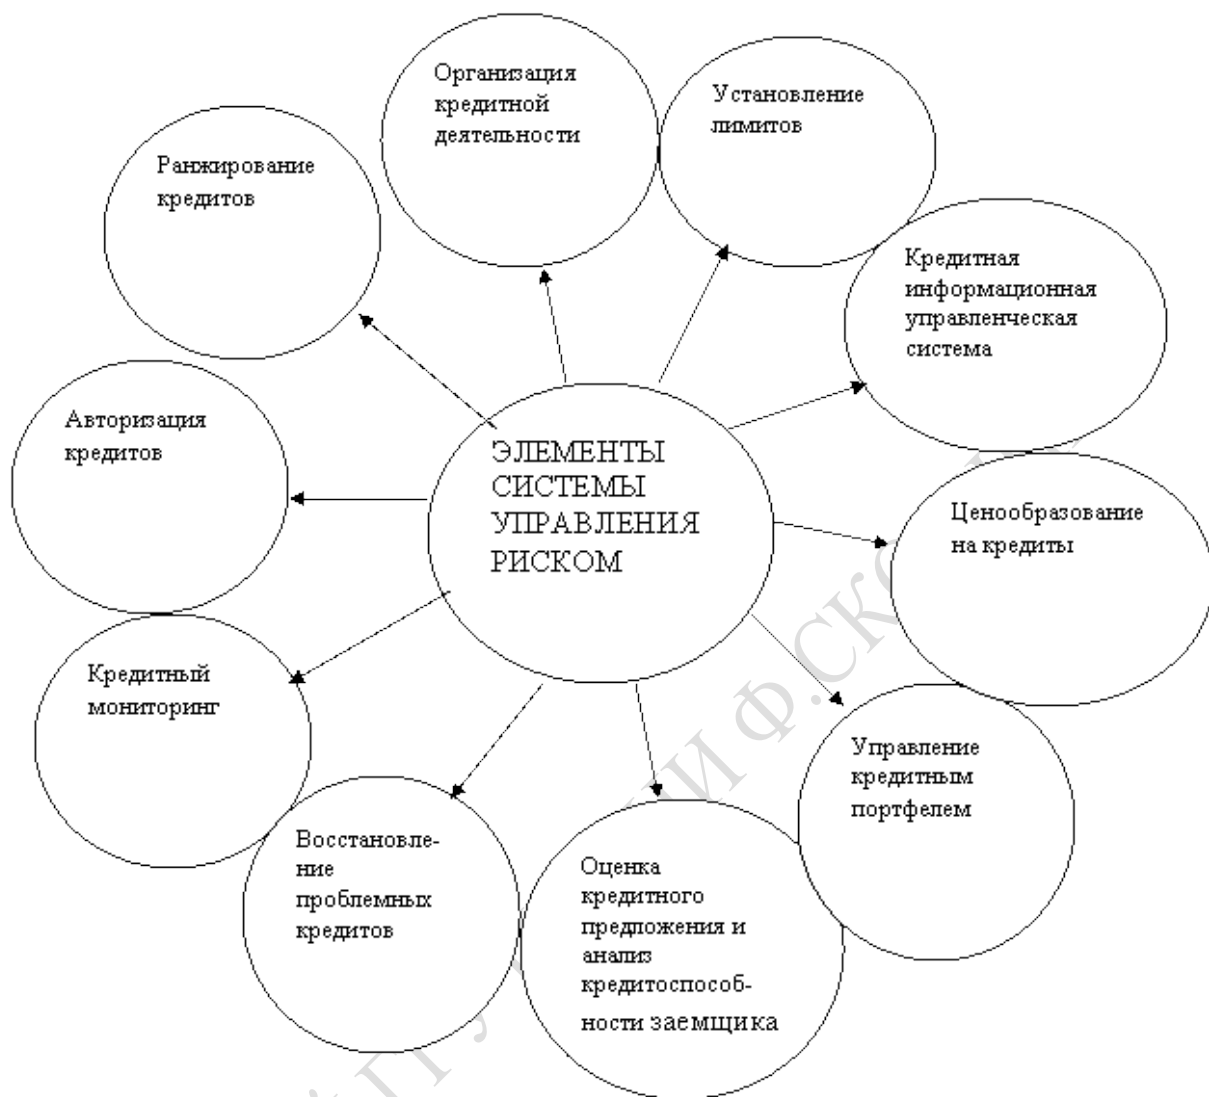 Организация
кредитной
деятельности
Установление
лимитов
Ранжирование
кредитов
Кредитная
информационная
управленческая
система
Авторизация
кредитов
ЭЛЕМЕНТЫ
СИСТЕМЫ
УПРАВЛЕНИЯ
РИСКОМ
Ценообразование
на кредиты
Кредитный
мониторинг
Управление
кредитным
портфелем
Восстановле-
ние
проблемных
кредитов
Оценка
кредитного
предложения и
анализ
кредитоспособ-
ности заемщика
Ф.СКО